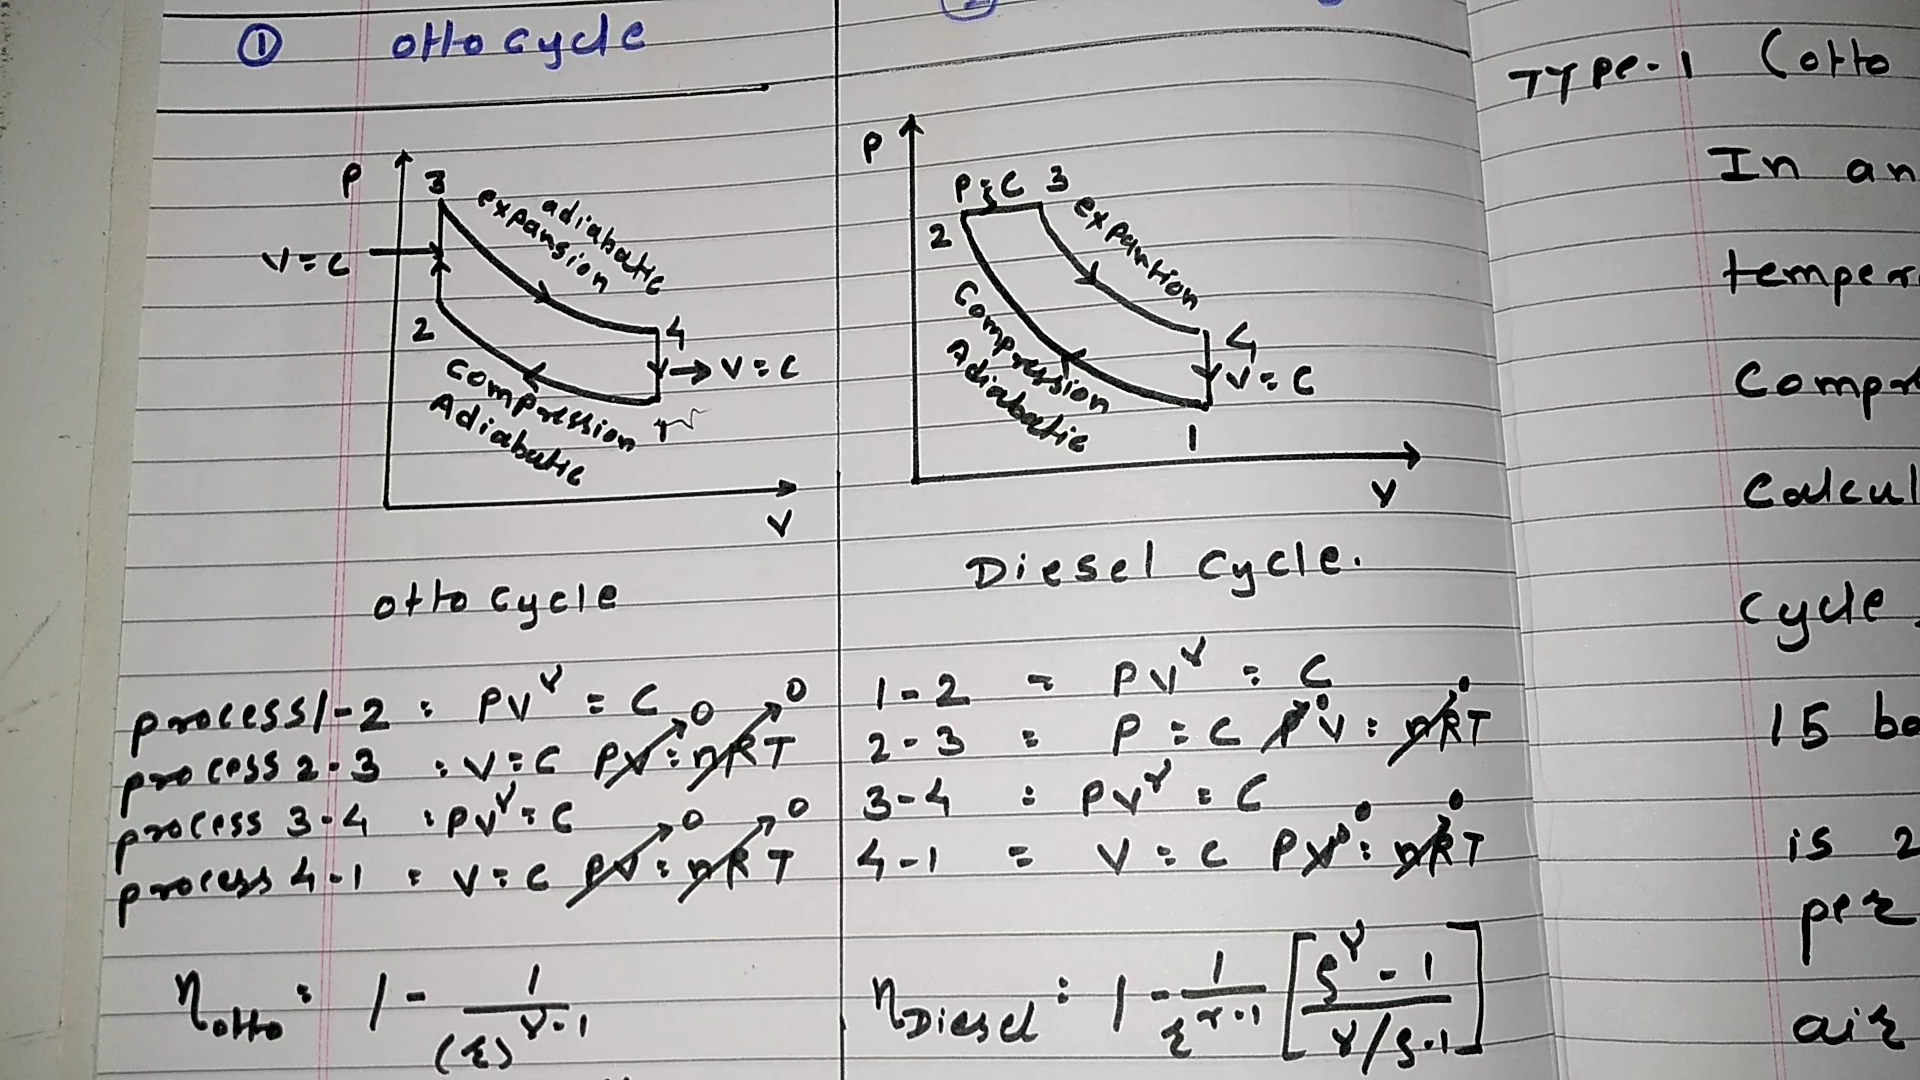 ① otto cycle
P
3
adiabatic
expansion
V=C
2
4
V=C
compression
Adiabatic
V
otto cycle
process 1-2 : PV^γ = C
process 2-3 : V=C PV=nRT
process 3-4 : PV^γ=C
process 4-1 : V=C PV=nRT
η otto : 1 - 1/(r)^γ-1
P
P=C 3
2
expantion
compression
Adiabatic
4
V=C
1
V
Diesel Cycle.
1-2 = PV^γ = C
2-3 = P=C PV=nRT
3-4 : PV^γ = C
4-1 = V=C PV=nRT
η Diesel : 1 - 1/r^γ-1 [ρ^γ - 1 / γ/ρ-1]
TYPE-1 (otto
In an
temper
Compr
Calcul
cycle.
15 ba
is 2
per
air